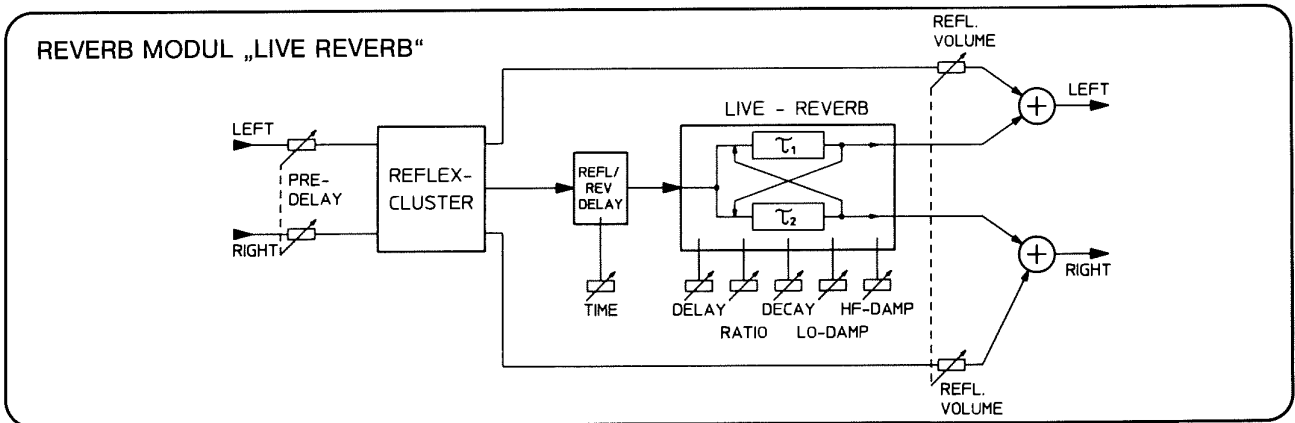 REVERB MODUL „LIVE REVERB“
REFL.
VOLUME
LEFT
LIVE - REVERB
LEFT
τ₁
PRE-
DELAY
REFLEX-
CLUSTER
REFL/
REV
DELAY
τ₂
RIGHT
RIGHT
TIME
DELAY
DECAY
HF-DAMP
RATIO
LO-DAMP
REFL.
VOLUME